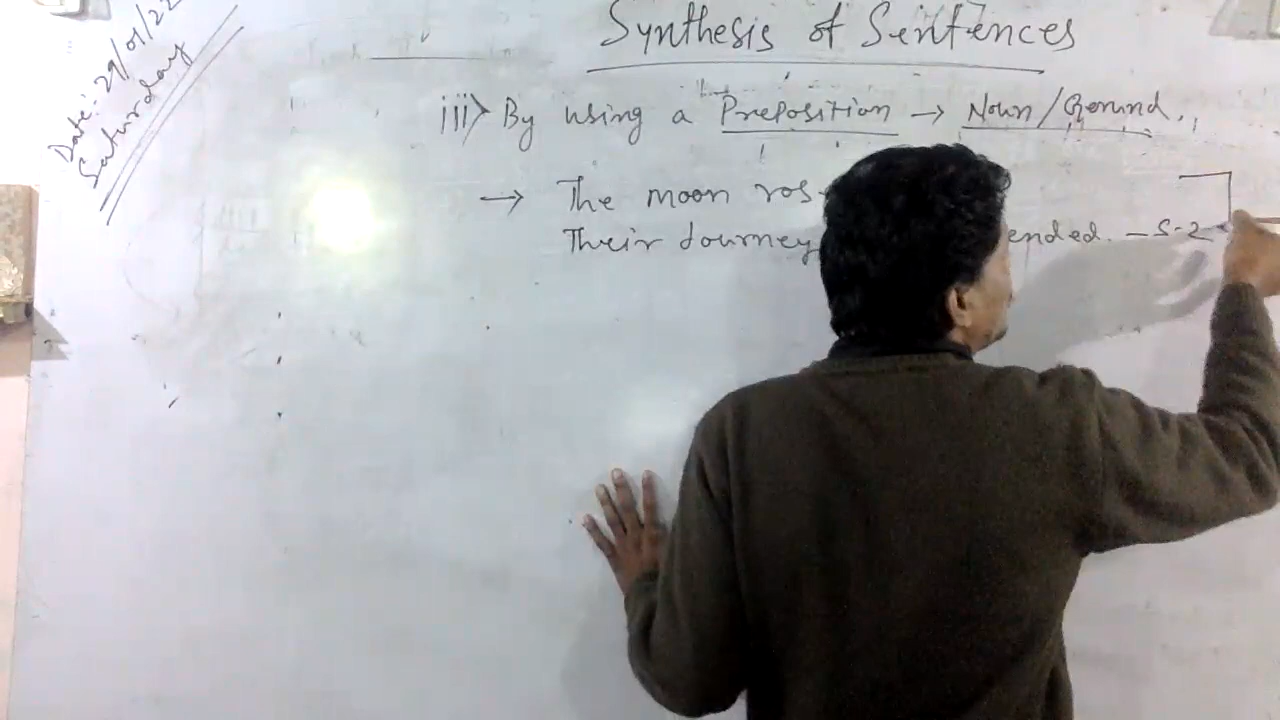 Date:- 29/01/22
Saturday
Synthesis of Sentences
iii> By using a Preposition → Noun/Gerund.
→ The moon ros
Their Journey ended. - S-2